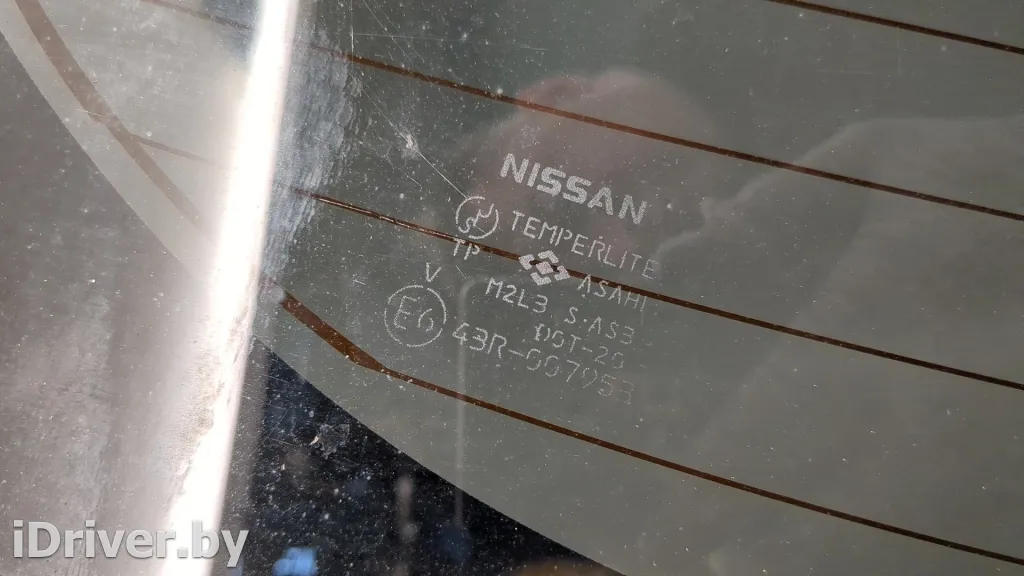 NISSAN
TEMPERLITE
TP
ASAHI
M2L3 S·AS3
V
DOT-20
E6
43R-007953
iDriver.by